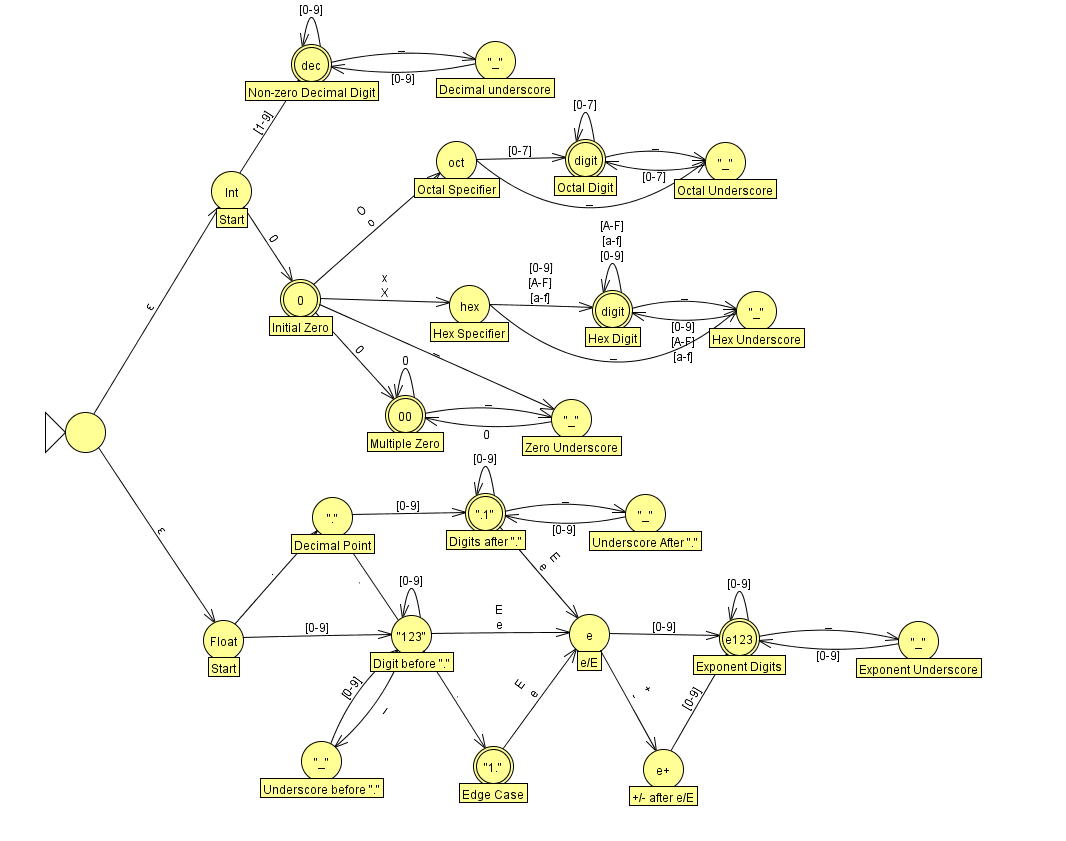 [0-9]
dec
_
"_"
[0-9]
Non-zero Decimal Digit
Decimal underscore
[1-9]
[0-7]
oct
[0-7]
digit
_
"_"
[0-7]
Octal Specifier
Octal Digit
Octal Underscore
_
Int
Start
O
o
0
[A-F]
[a-f]
[0-9]
x
X
[0-9]
[A-F]
[a-f]
0
hex
digit
_
"_"
Initial Zero
Hex Specifier
Hex Digit
Hex Underscore
[0-9]
[A-F]
[a-f]
_
ε
0
_
0
00
_
"_"
0
Multiple Zero
Zero Underscore
[0-9]
"."
[0-9]
".1"
_
"_"
[0-9]
Decimal Point
Digits after "."
Underscore After "."
ε
E
e
.
.
[0-9]
[0-9]
Float
[0-9]
"123"
E
e
e
[0-9]
e123
_
"_"
[0-9]
Start
Digit before "."
e/E
Exponent Digits
Exponent Underscore
[0-9]
_
.
E
e
-
+
[0-9]
"_"
"1."
e+
Underscore before "."
Edge Case
+/- after e/E